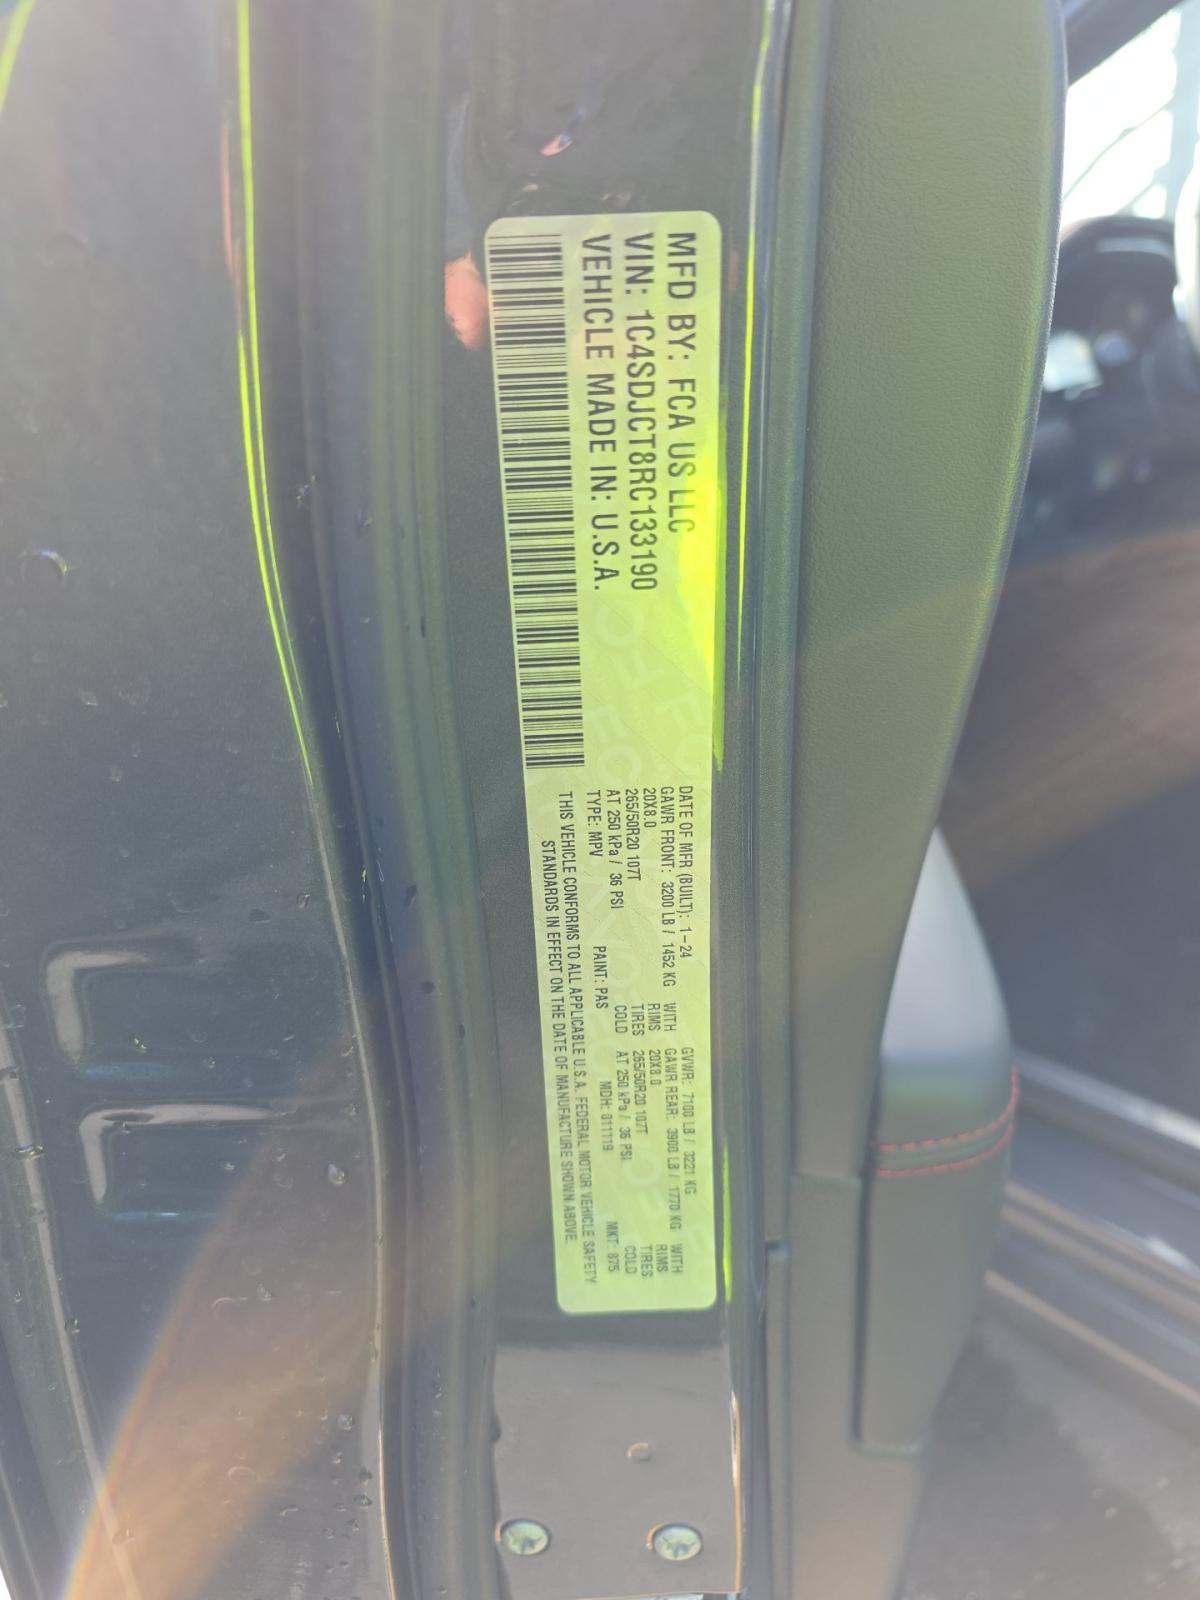 MFD BY: FCA US LLC
VIN: 1C4SDJCT8RC133190
VEHICLE MADE IN: U.S.A.
DATE OF MFR (BUILT): 1-24 GVWR: 7100 LB / 3221 KG
GAWR FRONT: 3200 LB / 1452 KG WITH GAWR REAR: 3900 LB / 1770 KG WITH
20X8.0 RIMS 20X8.0 RIMS
265/50R20 107T TIRES 265/50R20 107T TIRES
AT 250 kPa / 36 PSI COLD AT 250 kPa / 36 PSI COLD
TYPE: MPV PAINT: PAS MDH: 011119 MKT: 875
THIS VEHICLE CONFORMS TO ALL APPLICABLE U.S.A. FEDERAL MOTOR VEHICLE SAFETY
STANDARDS IN EFFECT ON THE DATE OF MANUFACTURE SHOWN ABOVE.